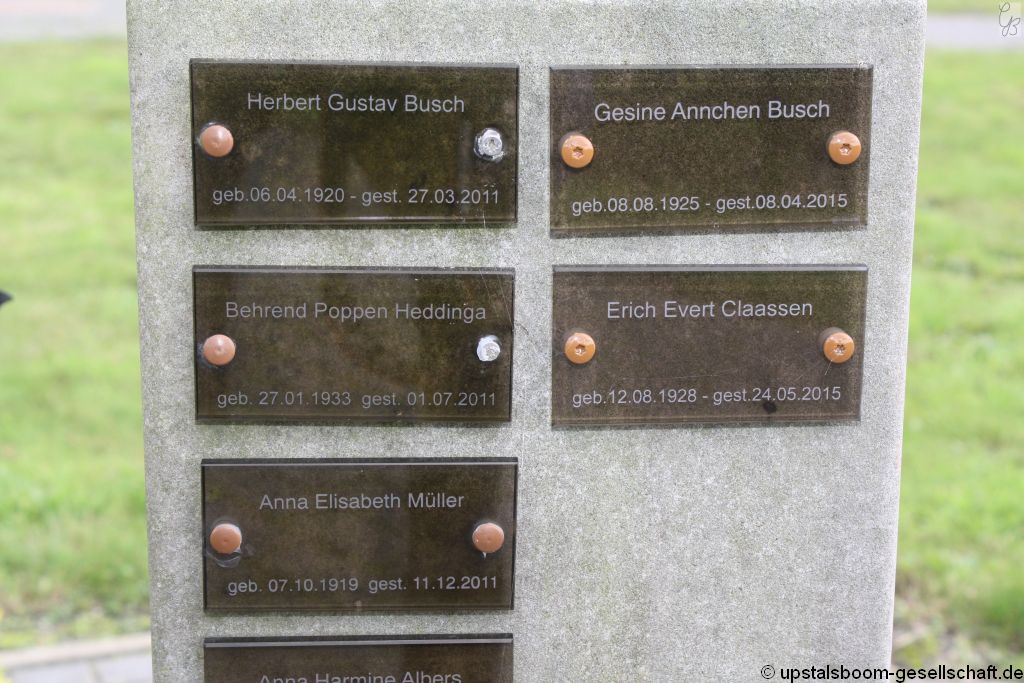 Herbert Gustav Busch
geb.06.04.1920 - gest. 27.03.2011
Gesine Annchen Busch
geb.08.08.1925 - gest.08.04.2015
Behrend Poppen Heddinga
geb. 27.01.1933 gest. 01.07.2011
Erich Evert Claassen
geb.12.08.1928 - gest.24.05.2015
Anna Elisabeth Müller
geb. 07.10.1919 gest. 11.12.2011
Anna Harmine Albers
© upstalsboom-gesellschaft.de